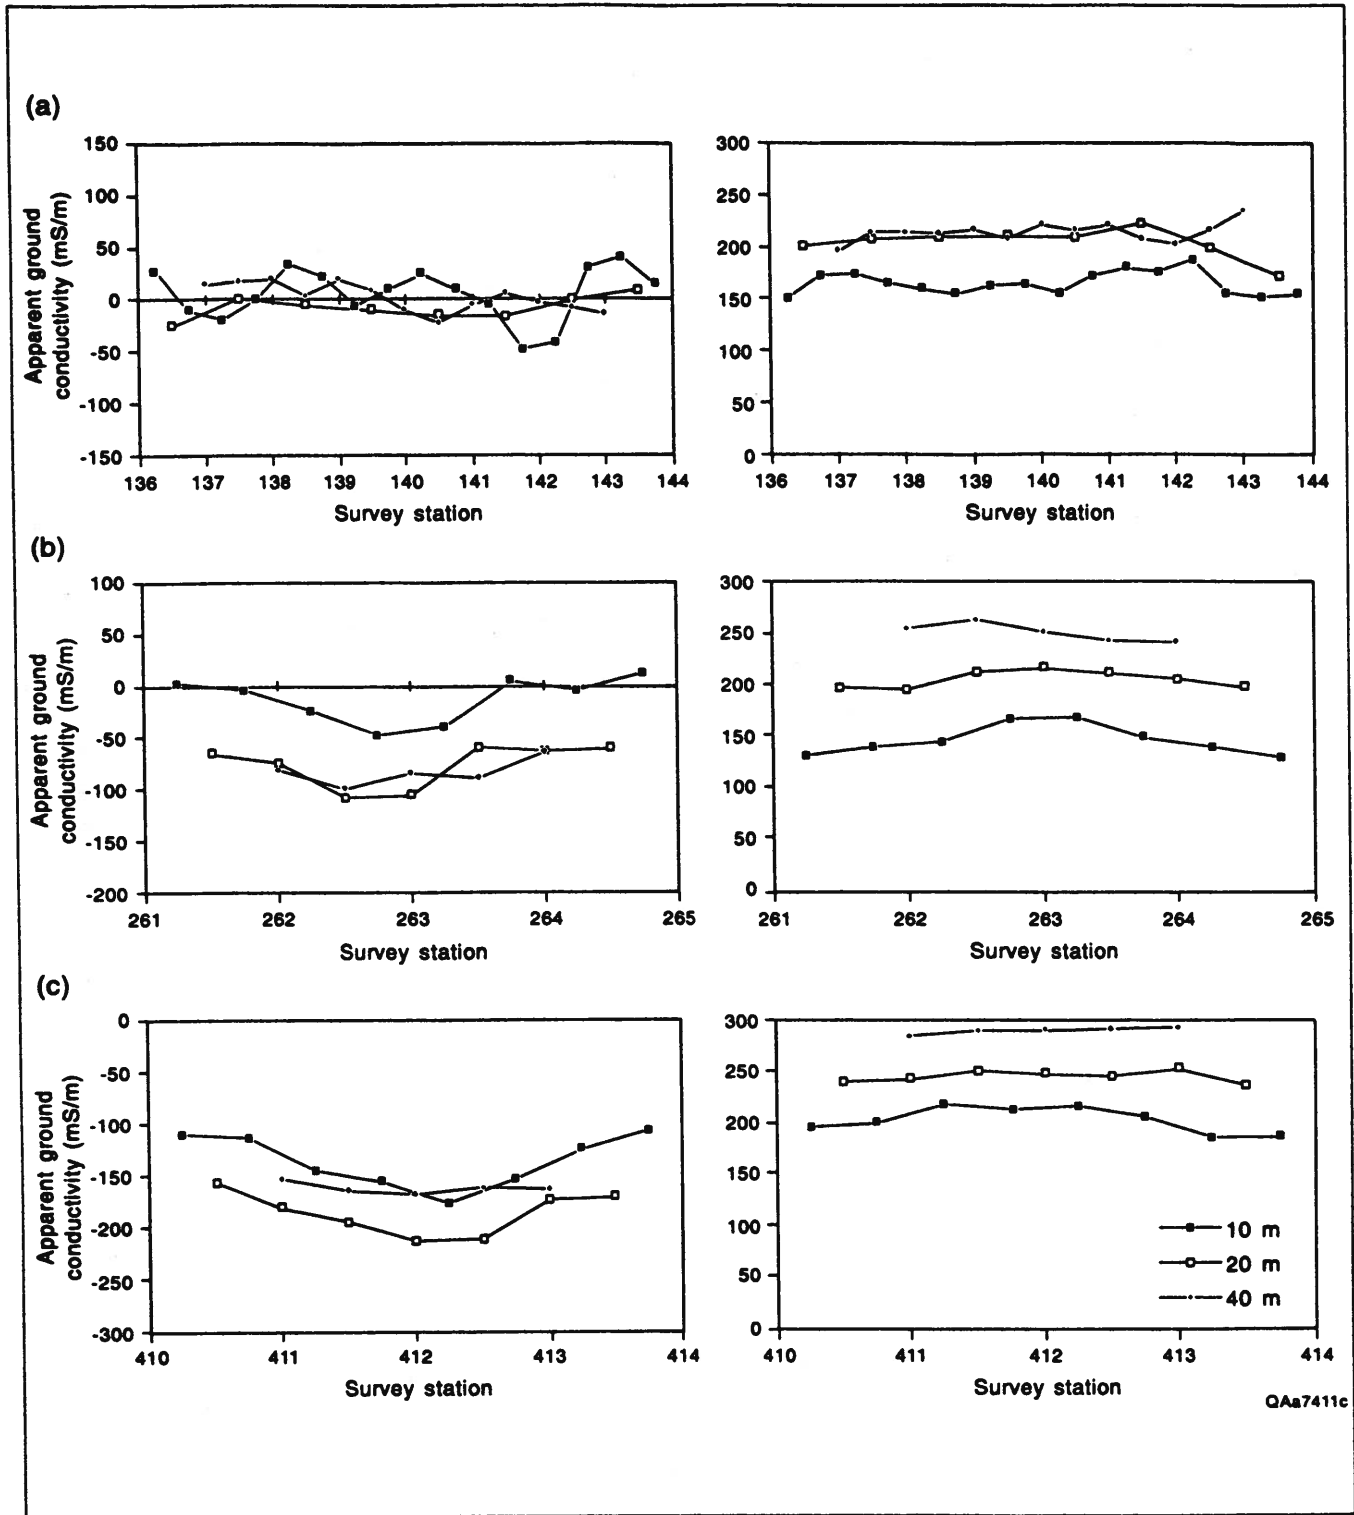 (a)
Apparent ground
conductivity (mS/m)
150
100
50
0
-50
-100
-150
136 137 138 139 140 141 142 143 144
Survey station
300
250
200
150
100
50
0
136 137 138 139 140 141 142 143 144
Survey station
(b)
Apparent ground
conductivity (mS/m)
100
50
0
-50
-100
-150
-200
261 262 263 264 265
Survey station
300
250
200
150
100
50
0
261 262 263 264 265
Survey station
(c)
Apparent ground
conductivity (mS/m)
0
-50
-100
-150
-200
-250
-300
410 411 412 413 414
Survey station
300
250
200
150
100
50
0
10 m
20 m
40 m
410 411 412 413 414
Survey station
QAa7411c